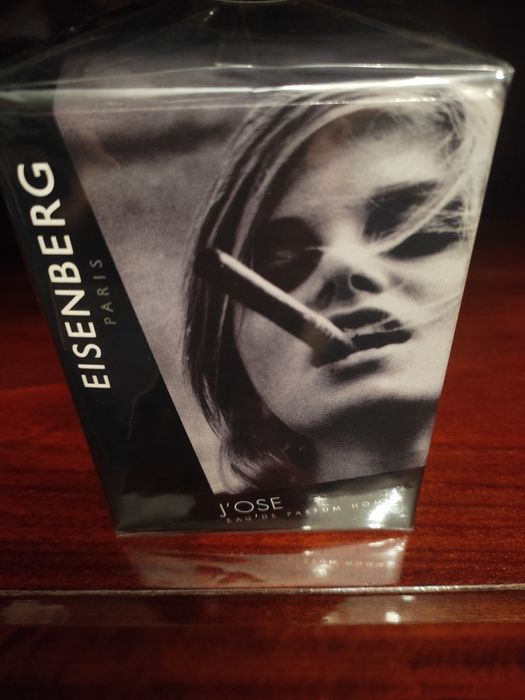 EISENBERG
PARIS
J'OSE
EAU DE PARFUM HOMME